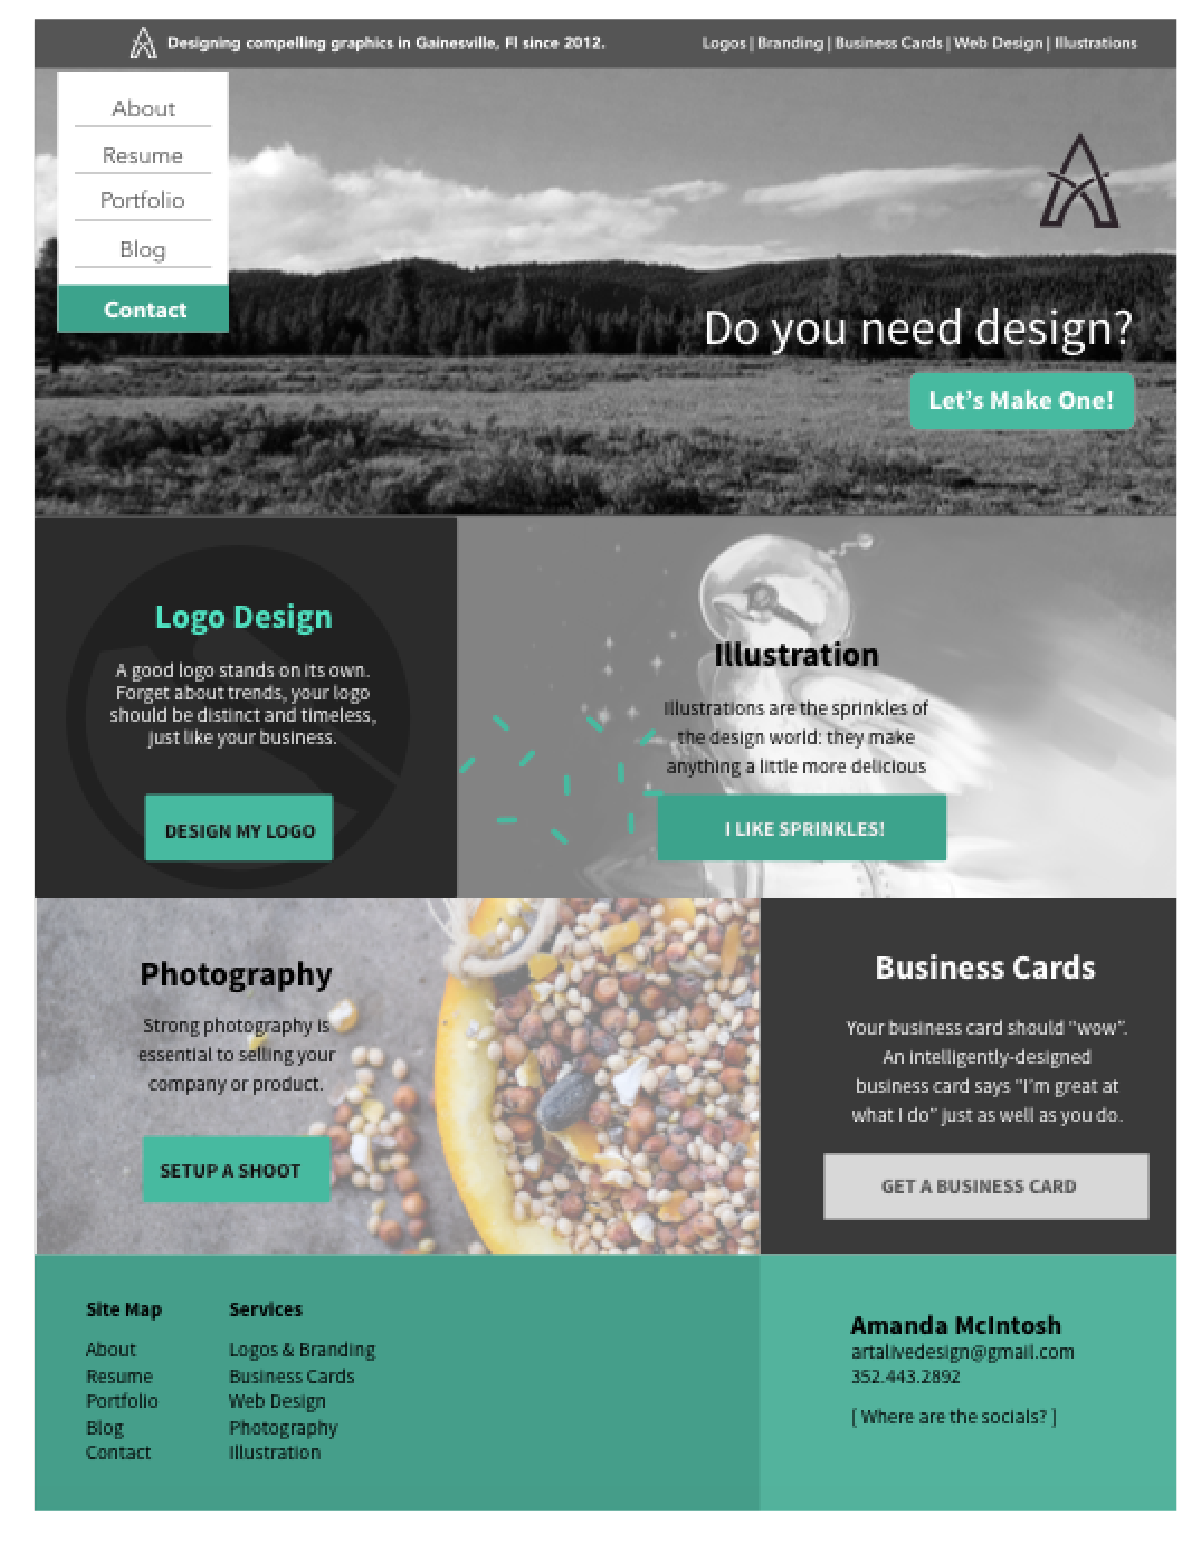 Designing compelling graphics in Gainesville, Fl since 2012.
Logos | Branding | Business Cards | Web Design | Illustrations
About
Resume
Portfolio
Blog
Contact
Do you need design?
Let's Make One!
Logo Design
A good logo stands on its own.
Forget about trends, your logo
should be distinct and timeless,
just like your business.
DESIGN MY LOGO
Illustration
Illustrations are the sprinkles of
the design world: they make
anything a little more delicious
I LIKE SPRINKLES!
Photography
Strong photography is
essential to selling your
company or product.
SETUP A SHOOT
Business Cards
Your business card should "wow".
An intelligently-designed
business card says "I'm great at
what I do" just as well as you do.
GET A BUSINESS CARD
Site Map
About
Resume
Portfolio
Blog
Contact
Services
Logos & Branding
Business Cards
Web Design
Photography
Illustration
Amanda McIntosh
artalivedesign@gmail.com
352.443.2892
[ Where are the socials? ]